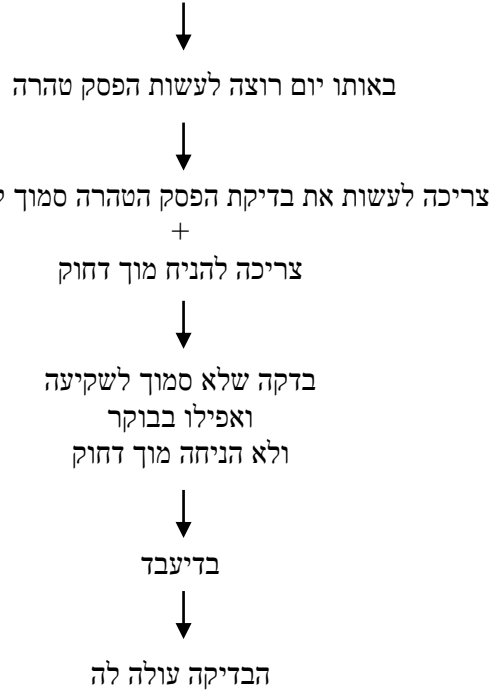 באותו יום רוצה לעשות הפסק טהרה
צריכה לעשות את בדיקת הפסק הטהרה סמוך
+
צריכה להניח מוך דחוק
בדקה שלא סמוך לשקיעה
ואפילו בבוקר
ולא הניחה מוך דחוק
בדיעבד
הבדיקה עולה לה